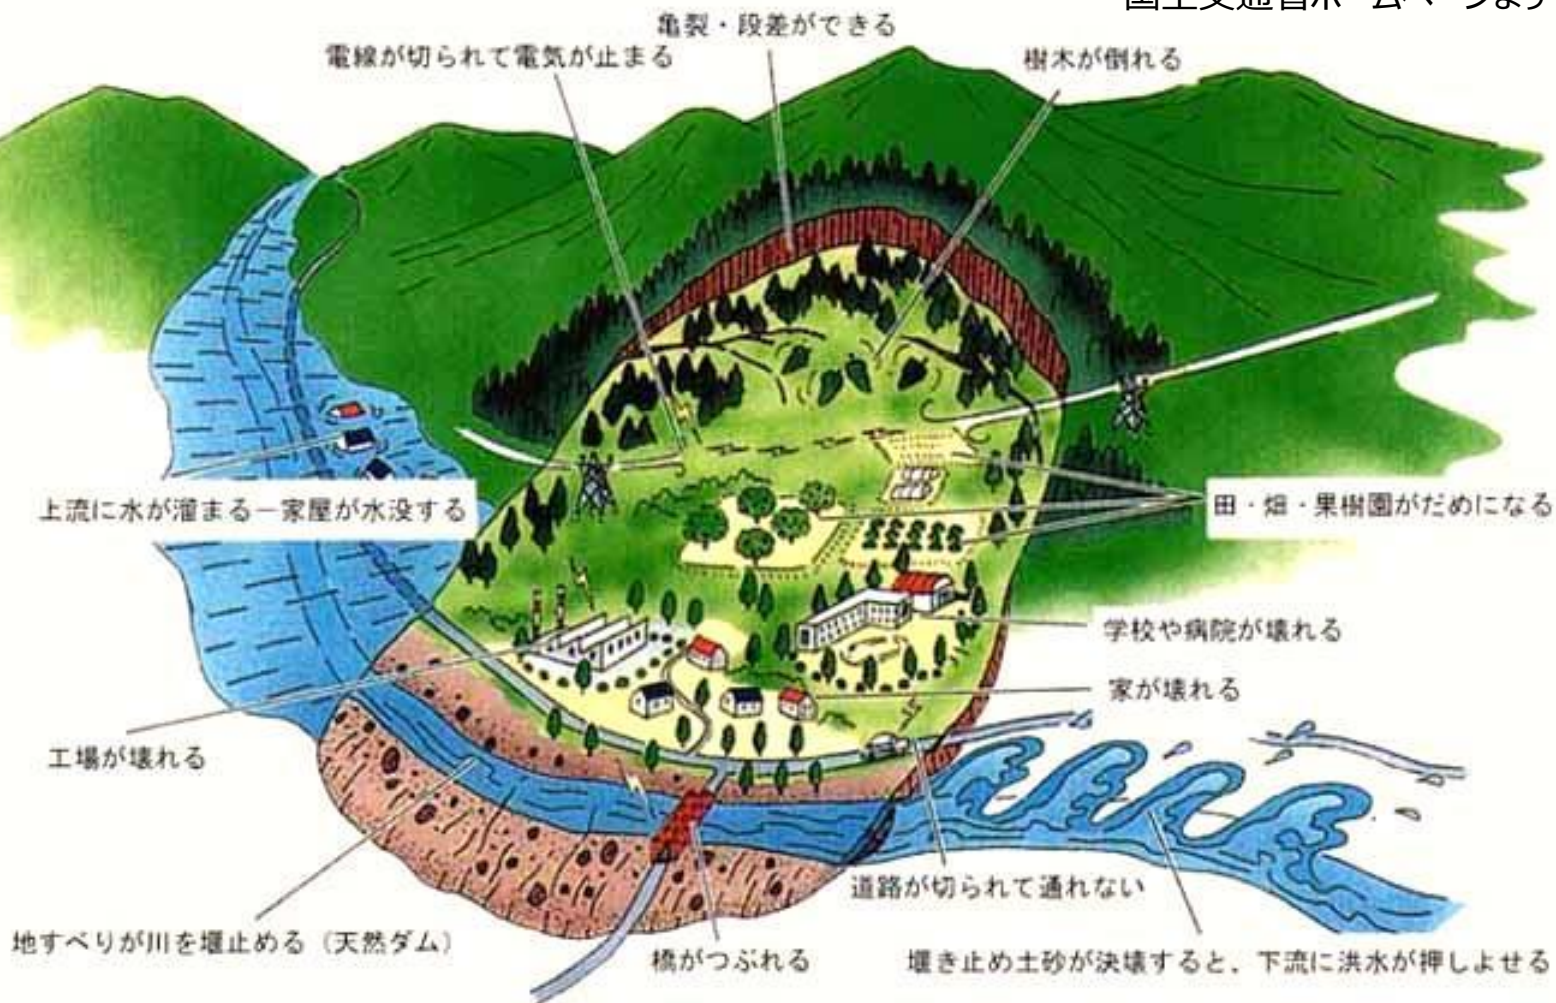 亀裂・段差ができる
電線が切られて電気が止まる
樹木が倒れる
上流に水が溜まる－家屋が水没する
田・畑・果樹園がだめになる
学校や病院が壊れる
家が壊れる
工場が壊れる
道路が切られて通れない
地すべりが川を堰止める（天然ダム）
橋がつぶれる
堰き止め土砂が決壊すると、下流に洪水が押しよせる